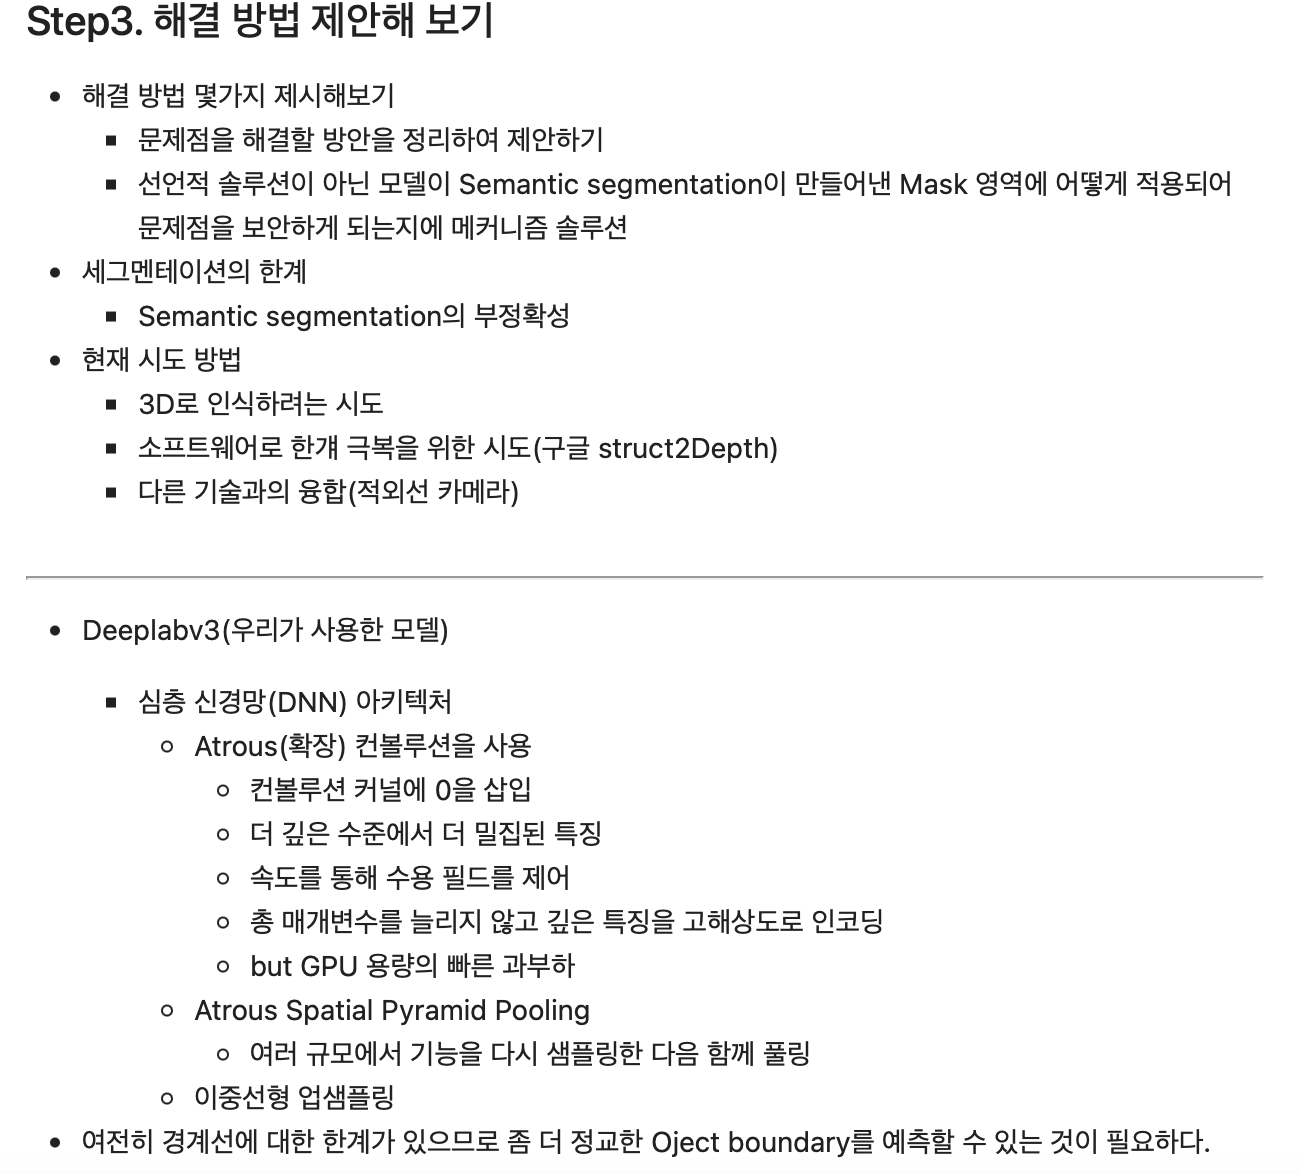 Step3. 해결 방법 제안해 보기
해결 방법 몇가지 제시해보기
문제점을 해결할 방안을 정리하여 제안하기
선언적 솔루션이 아닌 모델이 Semantic segmentation이 만들어낸 Mask 영역에 어떻게 적용되어
문제점을 보안하게 되는지에 메커니즘 솔루션
세그멘테이션의 한계
Semantic segmentation의 부정확성
현재 시도 방법
3D로 인식하려는 시도
소프트웨어로 한걔 극복을 위한 시도(구글 struct2Depth)
다른 기술과의 융합(적외선 카메라)
Deeplabv3(우리가 사용한 모델)
심층 신경망(DNN) 아키텍처
Atrous(확장) 컨볼루션을 사용
컨볼루션 커널에 0을 삽입
더 깊은 수준에서 더 밀집된 특징
속도를 통해 수용 필드를 제어
총 매개변수를 늘리지 않고 깊은 특징을 고해상도로 인코딩
but GPU 용량의 빠른 과부하
Atrous Spatial Pyramid Pooling
여러 규모에서 기능을 다시 샘플링한 다음 함께 풀링
이중선형 업샘플링
여전히 경계선에 대한 한계가 있으므로 좀 더 정교한 Oject boundary를 예측할 수 있는 것이 필요하다.